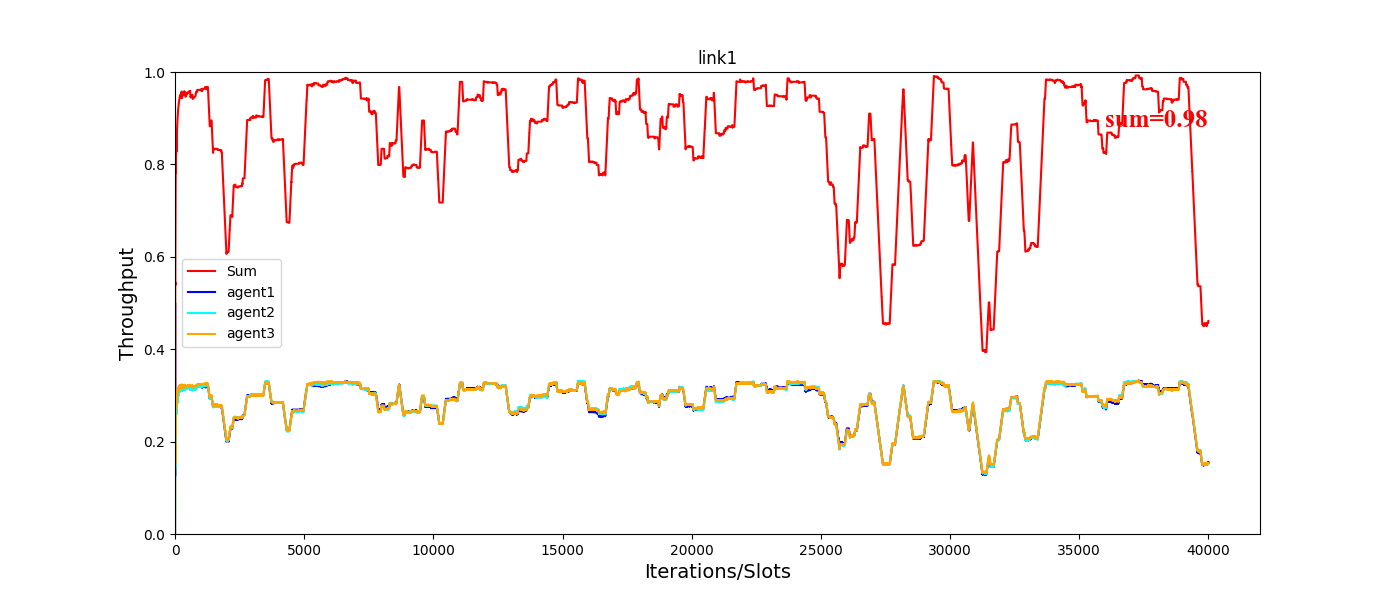 link1
1.0
0.8
0.6
0.4
0.2
0.0
Throughput
sum=0.98
Sum
agent1
agent2
agent3
0 5000 10000 15000 20000 25000 30000 35000 40000
Iterations/Slots